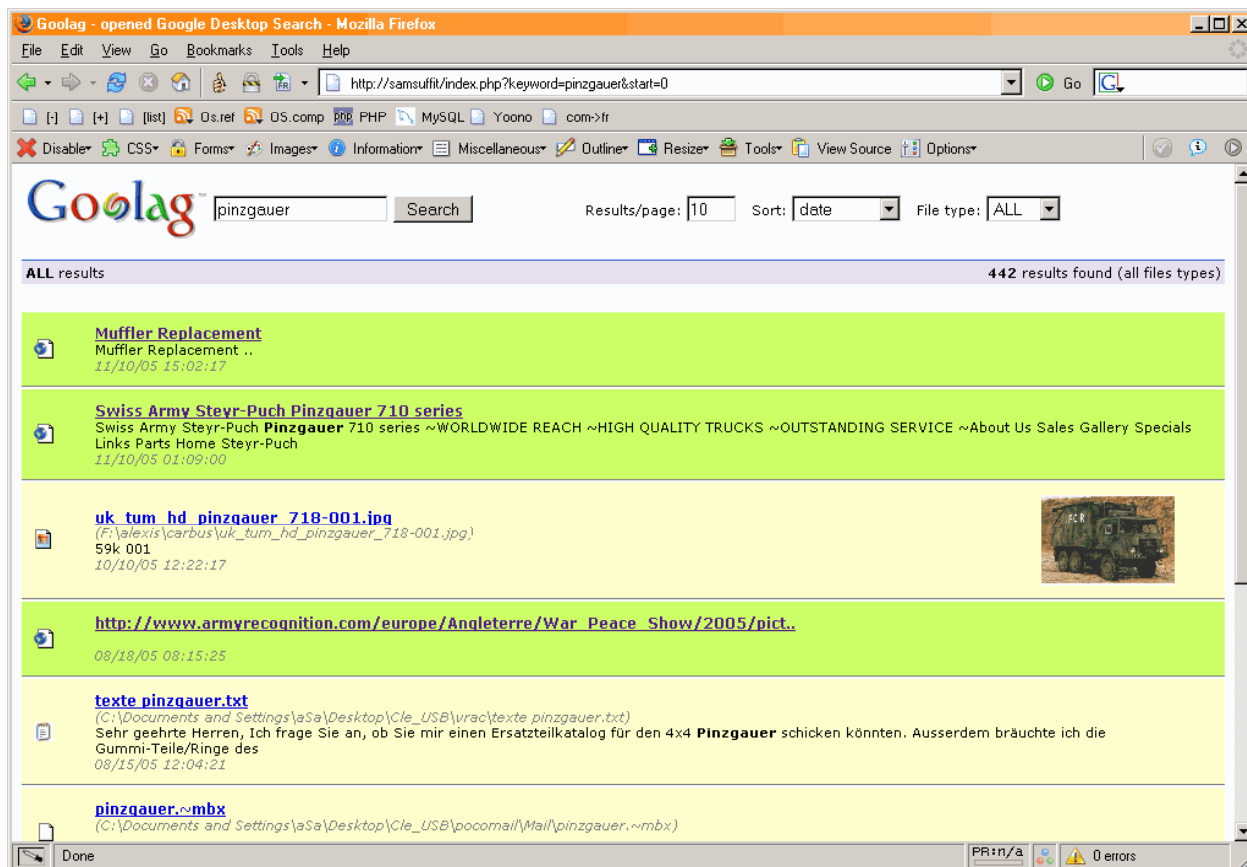 Goolag - opened Google Desktop Search - Mozilla Firefox
File Edit View Go Bookmarks Tools Help
http://samsuffit/index.php?keyword=pinzgauer&start=0 Go
[-] [+] [list] Os.ref OS.comp PHP MySQL Yoono com->fr
Disable CSS Forms Images Information Miscellaneous Outline Resize Tools View Source Options
Goolag™ pinzgauer Search Results/page: 10 Sort: date File type: ALL
ALL results 442 results found (all files types)
Muffler Replacement
Muffler Replacement ..
11/10/05 15:02:17
Swiss Army Steyr-Puch Pinzgauer 710 series
Swiss Army Steyr-Puch Pinzgauer 710 series ~WORLDWIDE REACH ~HIGH QUALITY TRUCKS ~OUTSTANDING SERVICE ~About Us Sales Gallery Specials
Links Parts Home Steyr-Puch
11/10/05 01:09:00
uk_tum_hd_pinzgauer_718-001.jpg
(F:\alexis\carbus\uk_tum_hd_pinzgauer_718-001.jpg)
59k 001
10/10/05 12:22:17
FCR
http://www.armyrecognition.com/europe/Angleterre/War_Peace_Show/2005/pict..
08/18/05 08:15:25
texte pinzgauer.txt
(C:\Documents and Settings\aSa\Desktop\Cle_USB\vrac\texte pinzgauer.txt)
Sehr geehrte Herren, Ich frage Sie an, ob Sie mir einen Ersatzteilkatalog für den 4x4 Pinzgauer schicken könnten. Ausserdem bräuchte ich die
Gummi-Teile/Ringe des
08/15/05 12:04:21
pinzgauer.~mbx
(C:\Documents and Settings\aSa\Desktop\Cle_USB\pocomail\Mail\pinzgauer.~mbx)
Done PR:n/a 0 errors